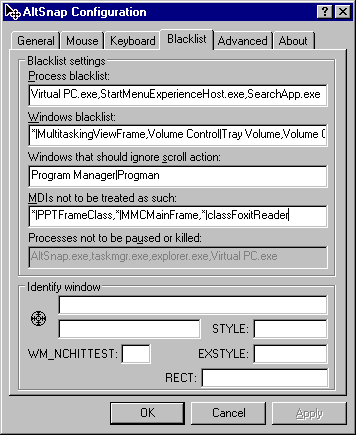 AltSnap Configuration
General Mouse Keyboard Blacklist Advanced About
Blacklist settings
Process blacklist:
Virtual PC.exe,StartMenuExperienceHost.exe,SearchApp.exe
Windows blacklist:
*|MultitaskingViewFrame,Volume Control|Tray Volume,Volume C
Windows that should ignore scroll action:
Program Manager|Progman
MDIs not to be treated as such:
*|PPTFrameClass,*|MMCMainFrame,*|classFoxitReader
Processes not to be paused or killed:
AltSnap.exe,taskmgr.exe,explorer.exe,Virtual PC.exe
Identify window
STYLE:
WM_NCHITTEST: EXSTYLE:
RECT:
OK Cancel Apply